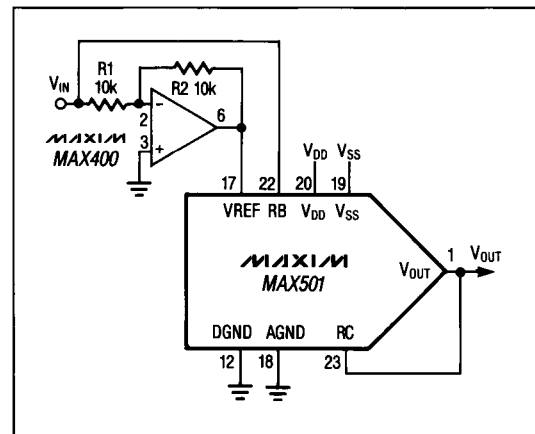 R1
10k
R2 10k
VIN
2
3
6
-
+
MAXIM
MAX400
VDD VSS
17 22 20 19
VREF RB VDD VSS
MAXIM
MAX501
VOUT
1
VOUT
DGND AGND RC
12 18 23